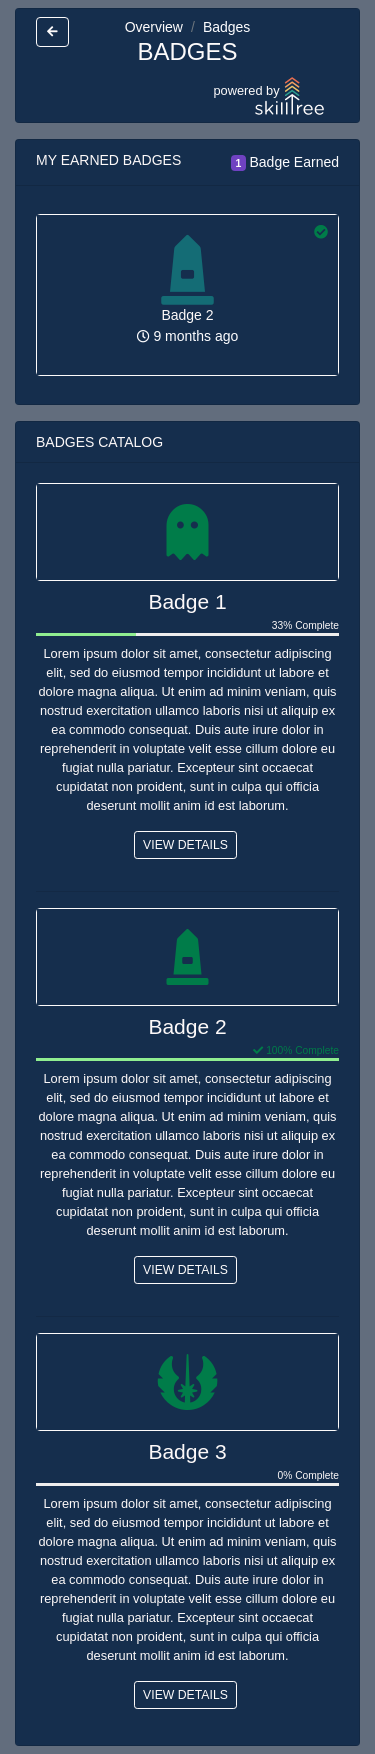 Overview / Badges
BADGES
powered by skilltree
MY EARNED BADGES
1 Badge Earned
Badge 2
9 months ago
BADGES CATALOG
Badge 1
33% Complete
Lorem ipsum dolor sit amet, consectetur adipiscing
elit, sed do eiusmod tempor incididunt ut labore et
dolore magna aliqua. Ut enim ad minim veniam, quis
nostrud exercitation ullamco laboris nisi ut aliquip ex
ea commodo consequat. Duis aute irure dolor in
reprehenderit in voluptate velit esse cillum dolore eu
fugiat nulla pariatur. Excepteur sint occaecat
cupidatat non proident, sunt in culpa qui officia
deserunt mollit anim id est laborum.
VIEW DETAILS
Badge 2
100% Complete
Lorem ipsum dolor sit amet, consectetur adipiscing
elit, sed do eiusmod tempor incididunt ut labore et
dolore magna aliqua. Ut enim ad minim veniam, quis
nostrud exercitation ullamco laboris nisi ut aliquip ex
ea commodo consequat. Duis aute irure dolor in
reprehenderit in voluptate velit esse cillum dolore eu
fugiat nulla pariatur. Excepteur sint occaecat
cupidatat non proident, sunt in culpa qui officia
deserunt mollit anim id est laborum.
VIEW DETAILS
Badge 3
0% Complete
Lorem ipsum dolor sit amet, consectetur adipiscing
elit, sed do eiusmod tempor incididunt ut labore et
dolore magna aliqua. Ut enim ad minim veniam, quis
nostrud exercitation ullamco laboris nisi ut aliquip ex
ea commodo consequat. Duis aute irure dolor in
reprehenderit in voluptate velit esse cillum dolore eu
fugiat nulla pariatur. Excepteur sint occaecat
cupidatat non proident, sunt in culpa qui officia
deserunt mollit anim id est laborum.
VIEW DETAILS